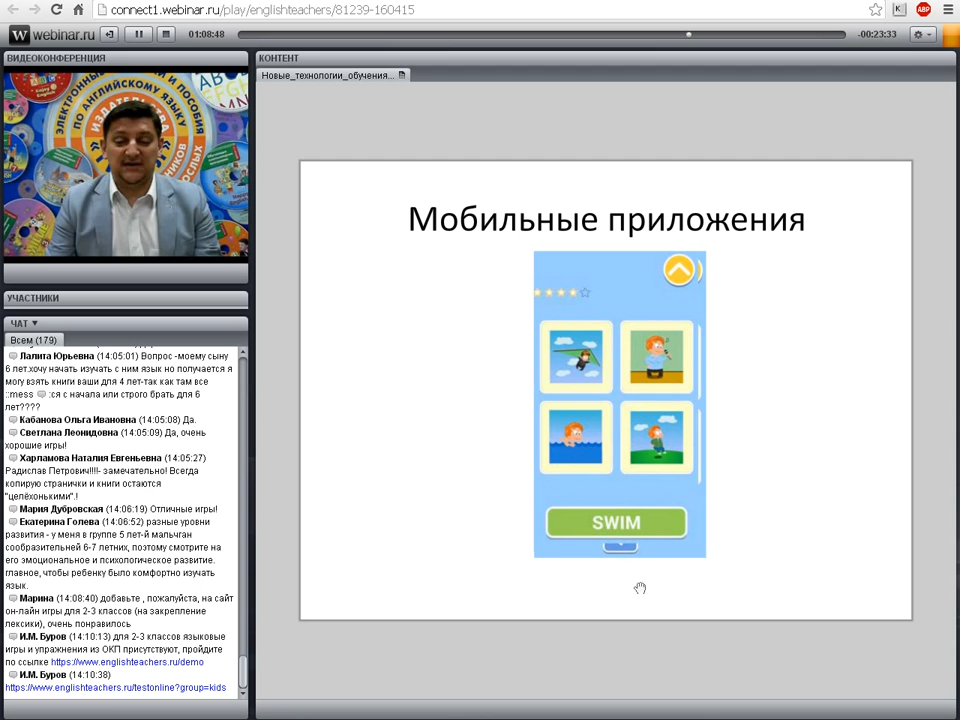 connect1.webinar.ru/play/englishteachers/81239-160415
K
ABP
W webinar.ru
01:08:48
-00:23:33
ВИДЕОКОНФЕРЕНЦИЯ
ЭЛЕКТРОННЫЕ
ПОСОБИЯ
ПО АНГЛИЙСКОМУ ЯЗЫКУ
ИЗДАТЕЛЬСТВА
УЧАСТНИКИ
ЧАТ ▼
Всем (179)
Лалита Юрьевна (14:05:01) Вопрос -моему сыну
6 лет.хочу начать изучать с ним язык но получается я
могу взять книги ваши для 4 лет-так как там все
::mess :ся с начала или строго брать для 6
лет????
Кабанова Ольга Ивановна (14:05:08) Да.
Светлана Леонидовна (14:05:09) Да, очень
хорошие игры!
Харламова Наталия Евгеньевна (14:05:27)
Радислав Петрович!!!!- замечательно! Всегда
копирую странички и книги остаются
"целёхонькими".!
Мария Дубровская (14:06:19) Отличные игры!
Екатерина Голева (14:06:52) разные уровни
развития - у меня в группе 5 лет-й мальчган
сообразительней 6-7 летних, поэтому смотрите на
его эмоциональное и психологическое развитие.
главное, чтобы ребенку было комфортно изучать
язык.
Марина (14:08:40) добавьте , пожалуйста, на сайт
он-лайн игры для 2-3 классов (на закрепление
лексики), очень понравилось
И.М. Буров (14:10:13) для 2-3 классов языковые
игры и упражнения из ОКП присутствуют, пройдите
по ссылке https://www.englishteachers.ru/demo
И.М. Буров (14:10:38)
https://www.englishteachers.ru/testonline?group=kids
КОНТЕНТ
Новые_технологии_обучения...
Мобильные приложения
SWIM